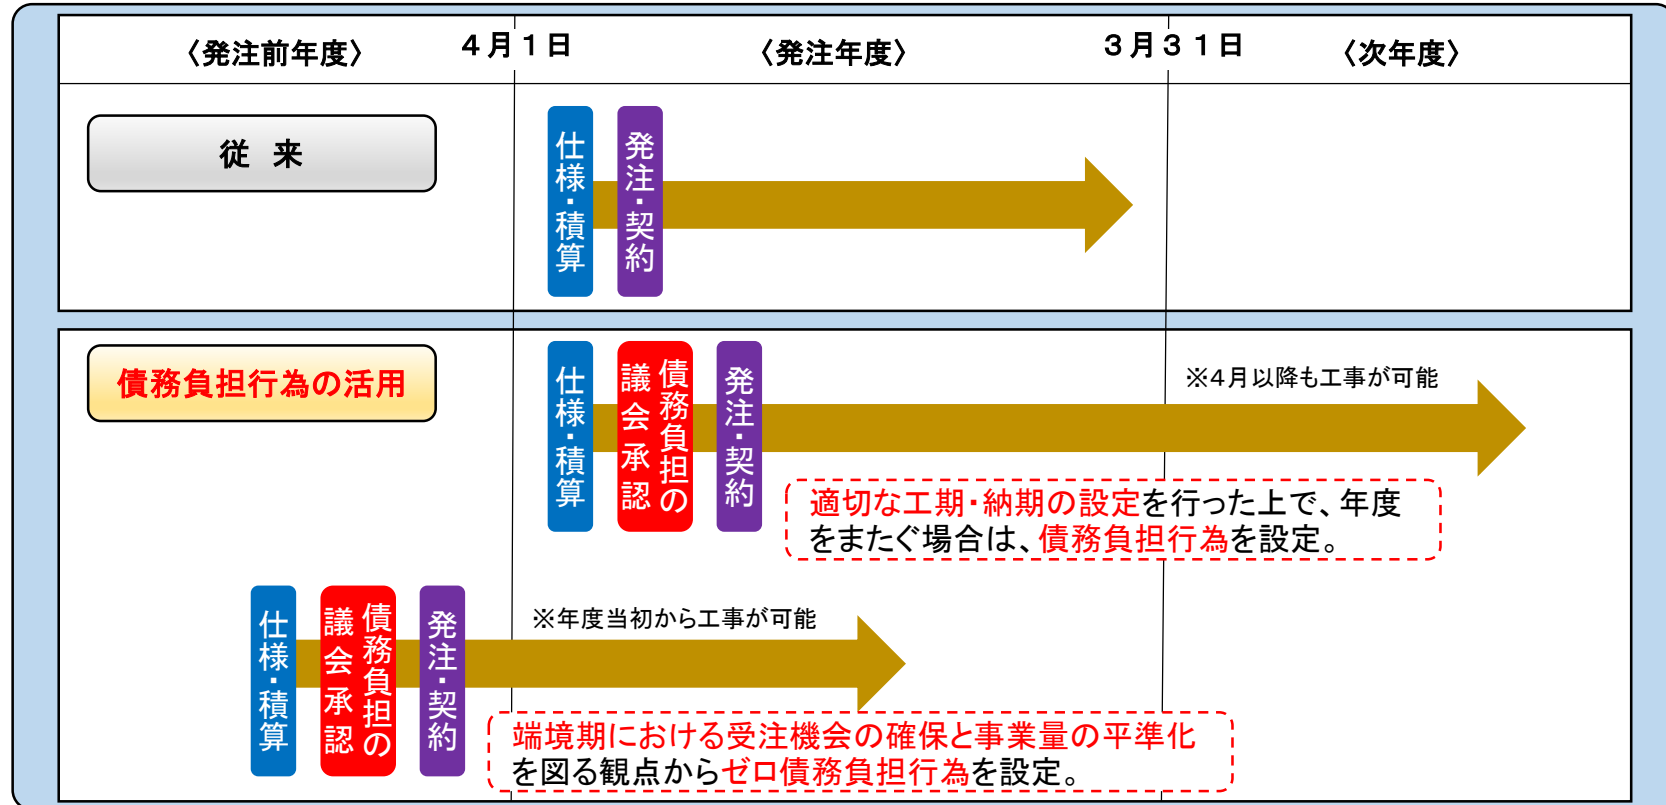 〈発注前年度〉 4月1日 〈発注年度〉 3月31日 〈次年度〉
従 来
仕様・積算
発注・契約
債務負担行為の活用
仕様・積算
債務負担の
議会承認
発注・契約
※4月以降も工事が可能
適切な工期・納期の設定を行った上で、年度
をまたぐ場合は、債務負担行為を設定。
仕様・積算
債務負担の
議会承認
発注・契約
※年度当初から工事が可能
端境期における受注機会の確保と事業量の平準化
を図る観点からゼロ債務負担行為を設定。